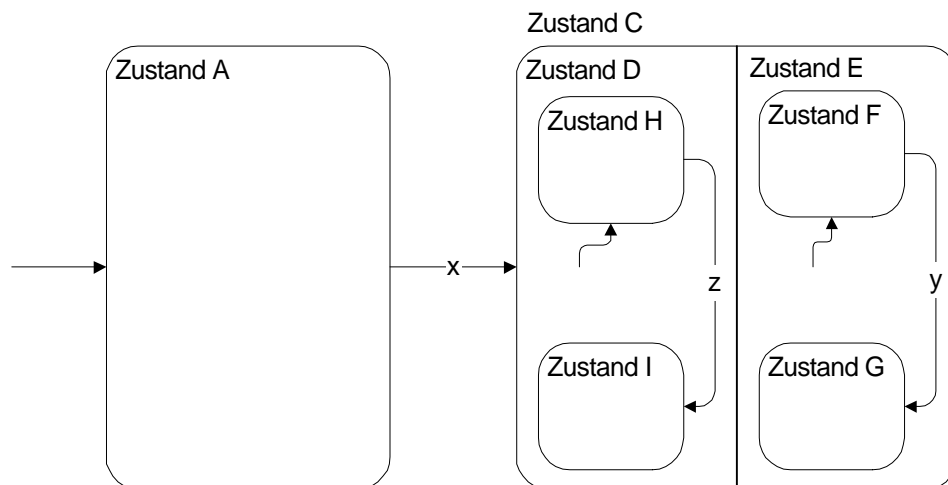 Zustand C
Zustand A
Zustand D
Zustand E
Zustand H
Zustand F
x
z
y
Zustand I
Zustand G